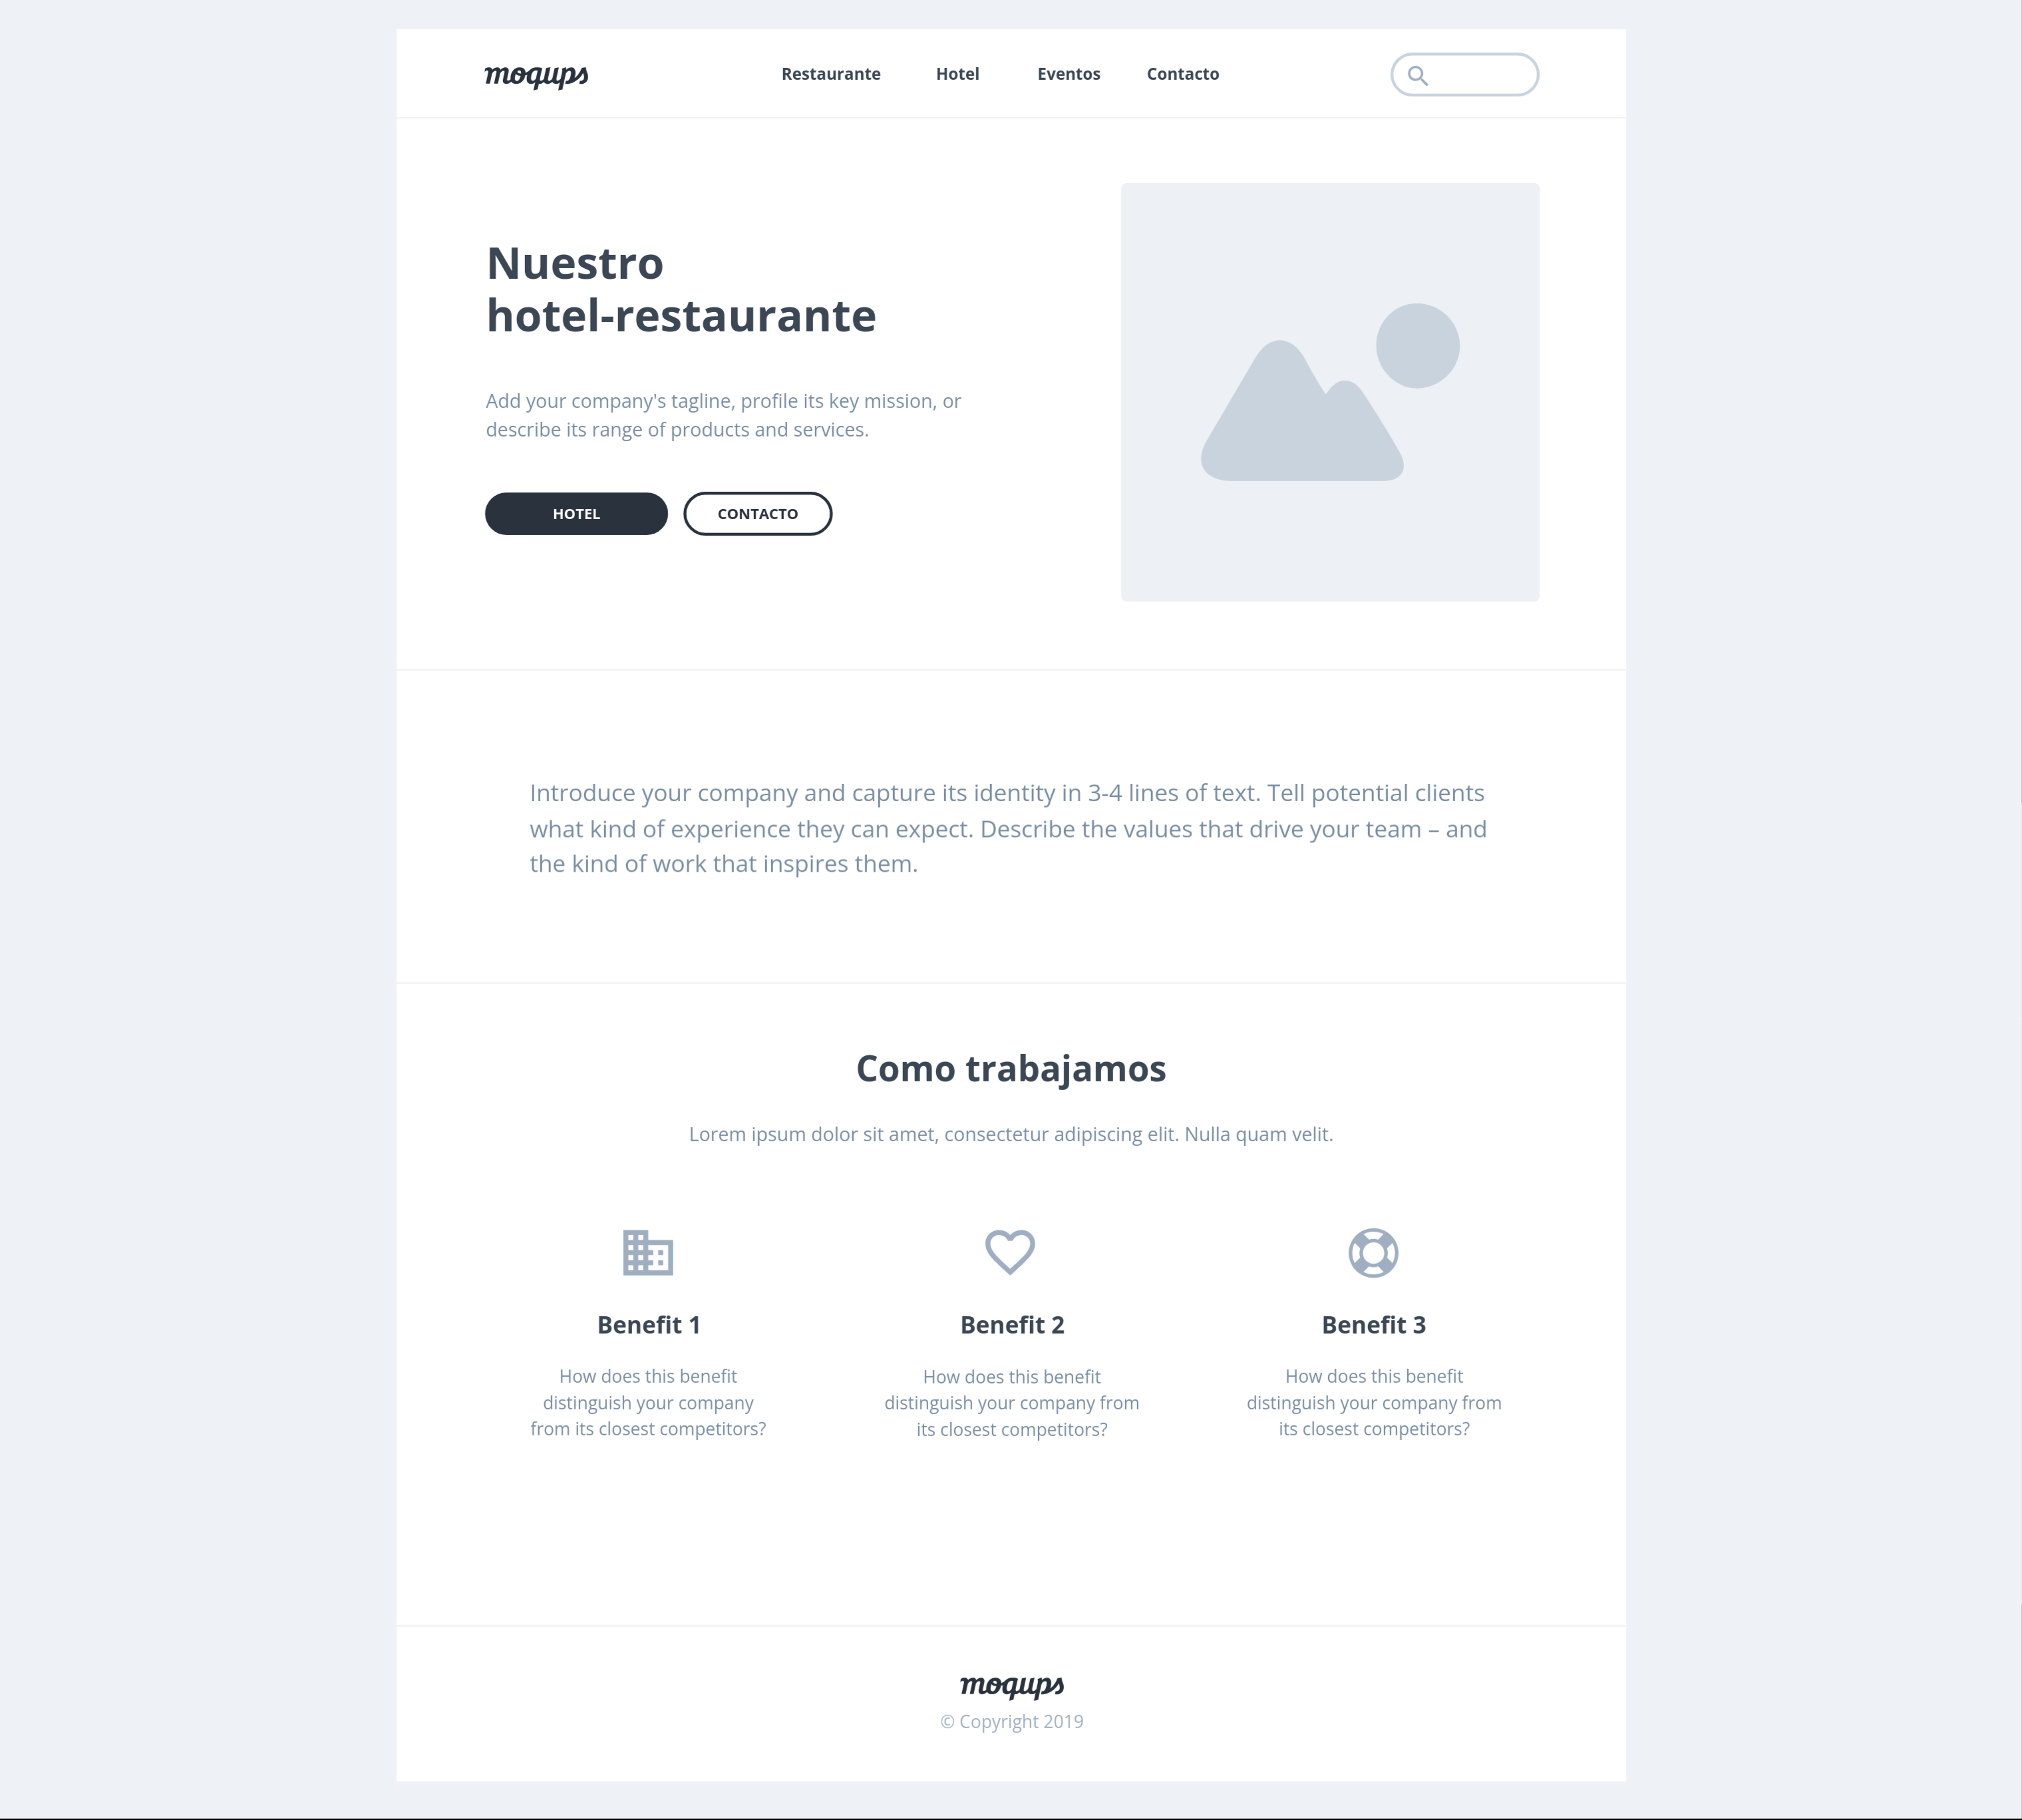 moqups
Restaurante
Hotel
Eventos
Contacto
Nuestro
hotel-restaurante
Add your company's tagline, profile its key mission, or
describe its range of products and services.
HOTEL
CONTACTO
Introduce your company and capture its identity in 3-4 lines of text. Tell potential clients
what kind of experience they can expect. Describe the values that drive your team – and
the kind of work that inspires them.
Como trabajamos
Lorem ipsum dolor sit amet, consectetur adipiscing elit. Nulla quam velit.
Benefit 1
How does this benefit
distinguish your company
from its closest competitors?
Benefit 2
How does this benefit
distinguish your company from
its closest competitors?
Benefit 3
How does this benefit
distinguish your company from
its closest competitors?
moqups
© Copyright 2019